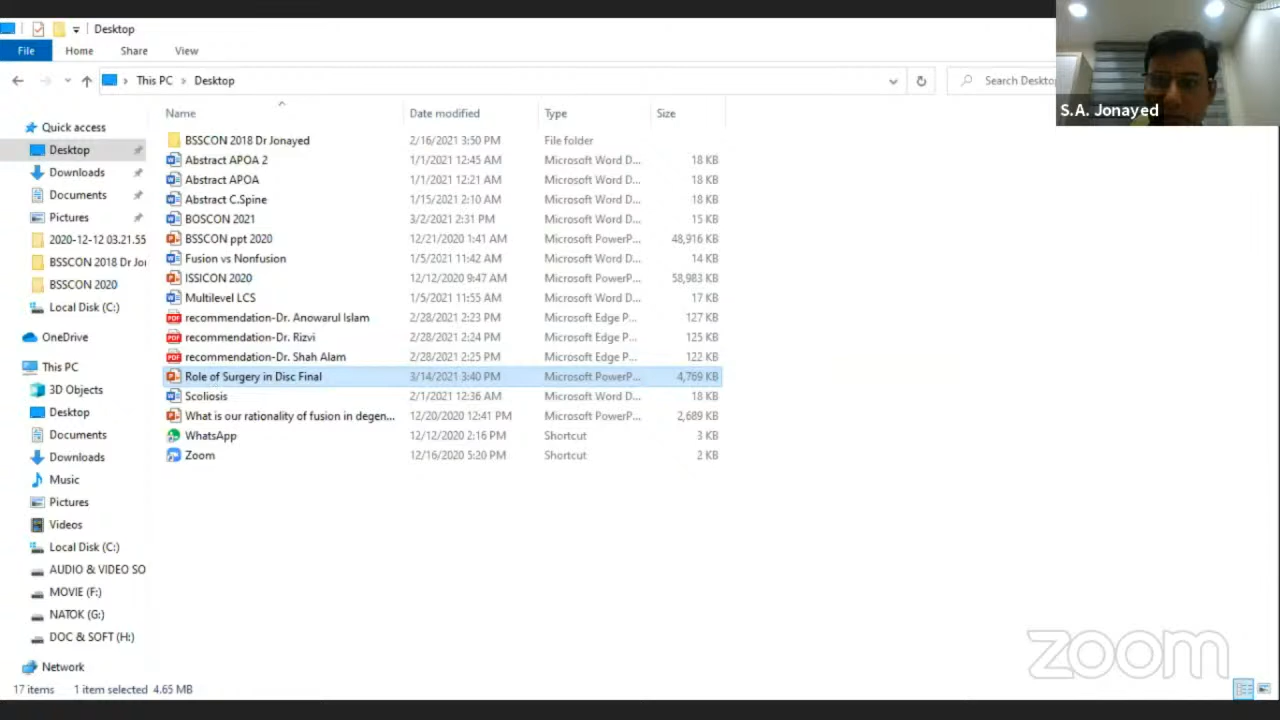 Desktop
File Home Share View
This PC Desktop
Search Deskto
S.A. Jonayed
Name Date modified Type Size
Quick access
Desktop
Downloads
Documents
Pictures
2020-12-12 03.21.55
BSSCON 2018 Dr Jo
BSSCON 2020
Local Disk (C:)
OneDrive
This PC
3D Objects
Desktop
Documents
Downloads
Music
Pictures
Videos
Local Disk (C:)
AUDIO & VIDEO SO
MOVIE (F:)
NATOK (G:)
DOC & SOFT (H:)
Network
BSSCON 2018 Dr Jonayed 2/16/2021 3:50 PM File folder
Abstract APOA 2 1/1/2021 12:45 AM Microsoft Word D... 18 KB
Abstract APOA 1/1/2021 12:21 AM Microsoft Word D... 18 KB
Abstract C.Spine 1/15/2021 2:10 AM Microsoft Word D... 18 KB
BOSCON 2021 3/2/2021 2:31 PM Microsoft Word D... 15 KB
BSSCON ppt 2020 12/21/2020 1:41 AM Microsoft PowerP... 48,916 KB
Fusion vs Nonfusion 1/5/2021 11:42 AM Microsoft Word D... 14 KB
ISSICON 2020 12/12/2020 9:47 AM Microsoft PowerP... 58,983 KB
Multilevel LCS 1/5/2021 11:55 AM Microsoft Word D... 17 KB
recommendation-Dr. Anowarul Islam 2/28/2021 2:23 PM Microsoft Edge P... 127 KB
recommendation-Dr. Rizvi 2/28/2021 2:24 PM Microsoft Edge P... 125 KB
recommendation-Dr. Shah Alam 2/28/2021 2:25 PM Microsoft Edge P... 122 KB
Role of Surgery in Disc Final 3/14/2021 3:40 PM Microsoft PowerP... 4,769 KB
Scoliosis 2/1/2021 12:36 AM Microsoft Word D... 18 KB
What is our rationality of fusion in degen... 12/20/2020 12:41 PM Microsoft PowerP... 2,689 KB
WhatsApp 12/12/2020 2:16 PM Shortcut 3 KB
Zoom 12/16/2020 5:20 PM Shortcut 2 KB
zoom
17 items 1 item selected 4.65 MB